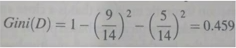 Gini(D) = 1 − (9/14)² − (5/14)² = 0.459